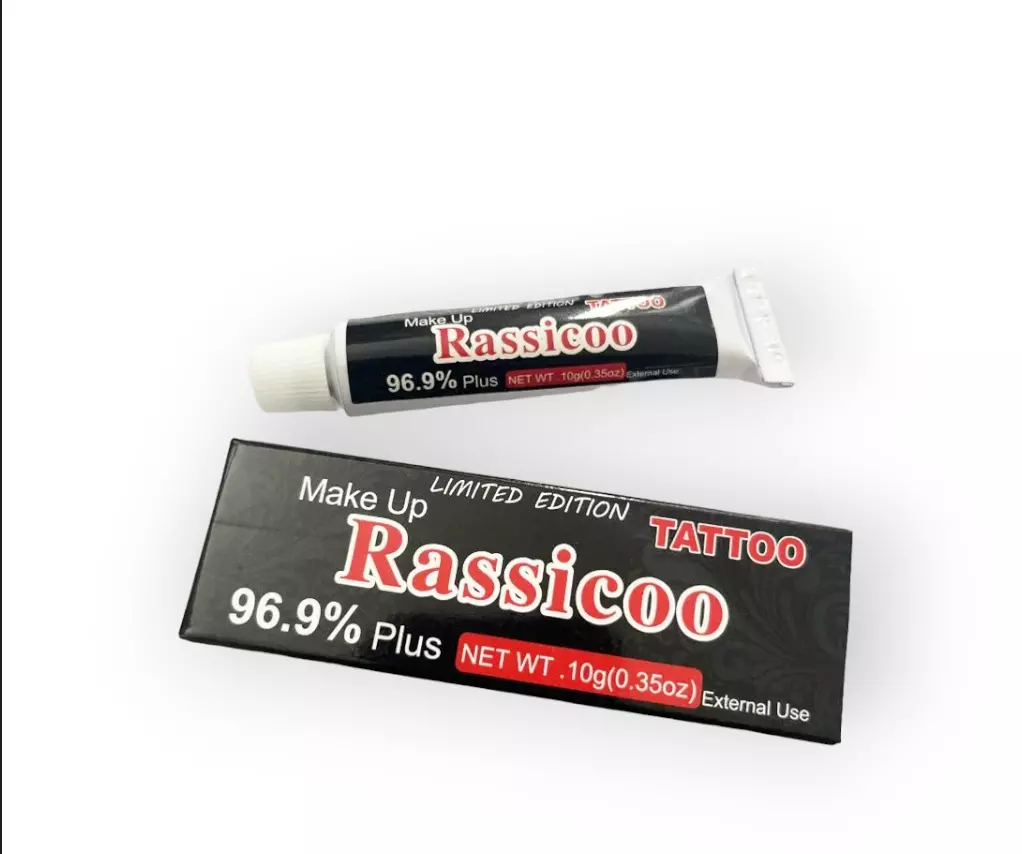 LIMITED EDITION TATTOO
Make Up
Rassicoo
96.9% Plus NET WT .10g(0.35oz) External Use
Make Up LIMITED EDITION TATTOO
Rassicoo
96.9% Plus NET WT .10g(0.35oz) External Use